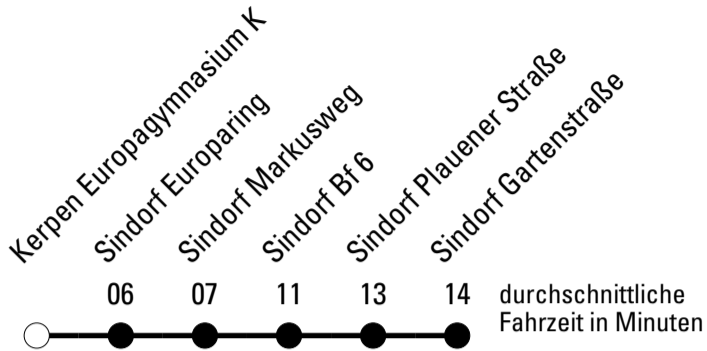 Kerpen Europagymnasium K
Sindorf Europaring
Sindorf Markusweg
Sindorf Bf 6
Sindorf Plauener Straße
Sindorf Gartenstraße
06 07 11 13 14 durchschnittliche
Fahrzeit in Minuten